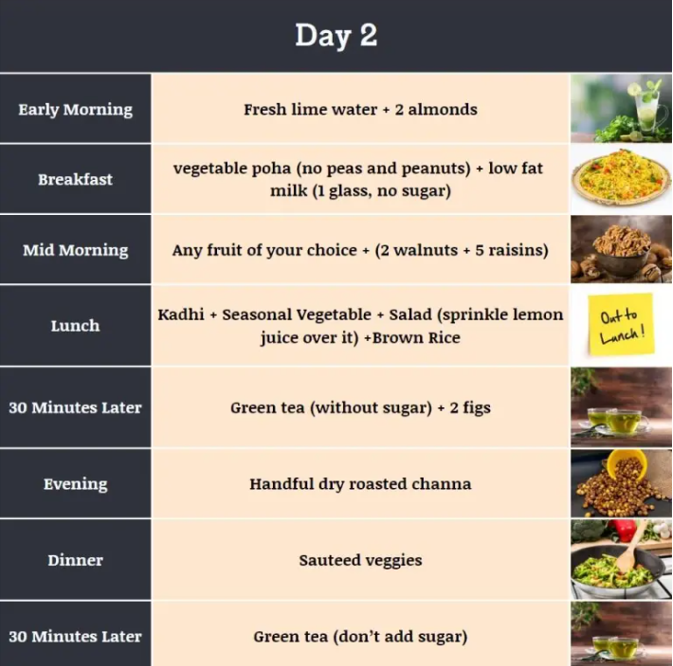 Day 2
Early Morning
Fresh lime water + 2 almonds
Breakfast
vegetable poha (no peas and peanuts) + low fat
milk (1 glass, no sugar)
Mid Morning
Any fruit of your choice + (2 walnuts + 5 raisins)
Lunch
Kadhi + Seasonal Vegetable + Salad (sprinkle lemon
juice over it) +Brown Rice
Out to
Lunch!
30 Minutes Later
Green tea (without sugar) + 2 figs
Evening
Handful dry roasted channa
Dinner
Sauteed veggies
30 Minutes Later
Green tea (don't add sugar)